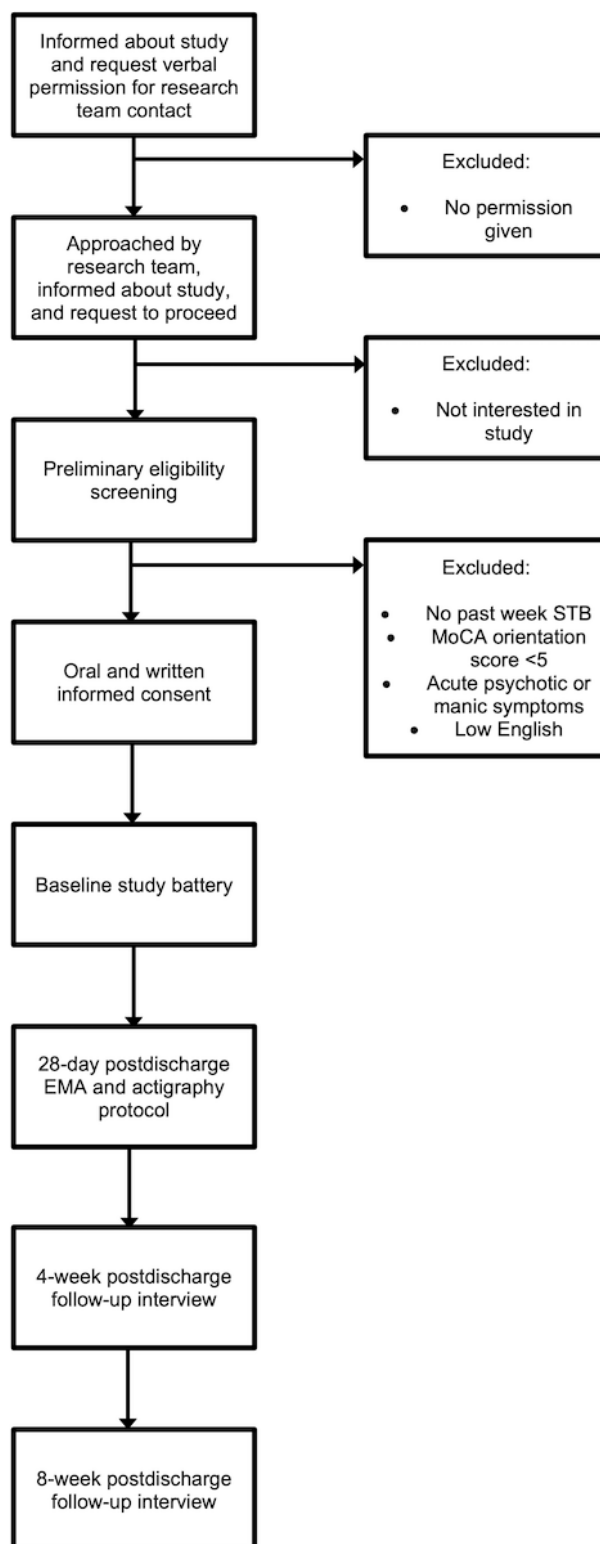 Informed about study
and request verbal
permission for research
team contact
Excluded:
• No permission
given
Approached by
research team,
informed about study,
and request to proceed
Excluded:
• Not interested in
study
Preliminary eligibility
screening
Excluded:
• No past week STB
• MoCA orientation
score <5
• Acute psychotic or
manic symptoms
• Low English
Oral and written
informed consent
Baseline study battery
28-day postdischarge
EMA and actigraphy
protocol
4-week postdischarge
follow-up interview
8-week postdischarge
follow-up interview